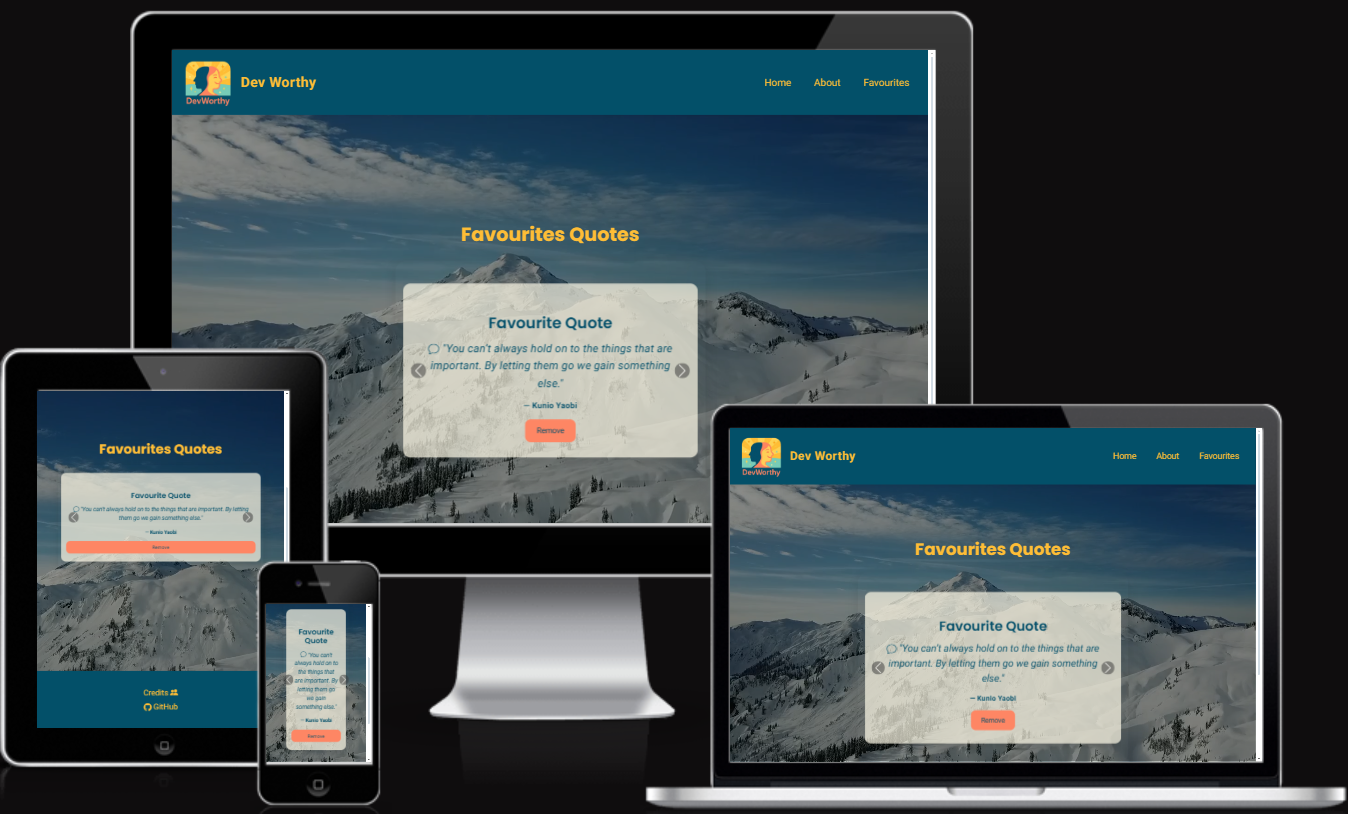 DevWorthy
Dev Worthy
Home About Favourites
Favourites Quotes
Favourite Quote
"You can't always hold on to the things that are
important. By letting them go we gain something
else."
— Kunio Yaobi
Remove
Favourites Quotes
Favourite Quote
"You can't always hold on to the things that are important. By letting
them go we gain something else."
— Kunio Yaobi
Remove
Credits
GitHub
Favourite
Quote
"You can't
always hold on to
the things that
are important. By
letting them go
we gain
something else."
— Kunio Yaobi
Remove
DevWorthy
Dev Worthy
Home About Favourites
Favourites Quotes
Favourite Quote
"You can't always hold on to the things that are
important. By letting them go we gain something
else."
— Kunio Yaobi
Remove